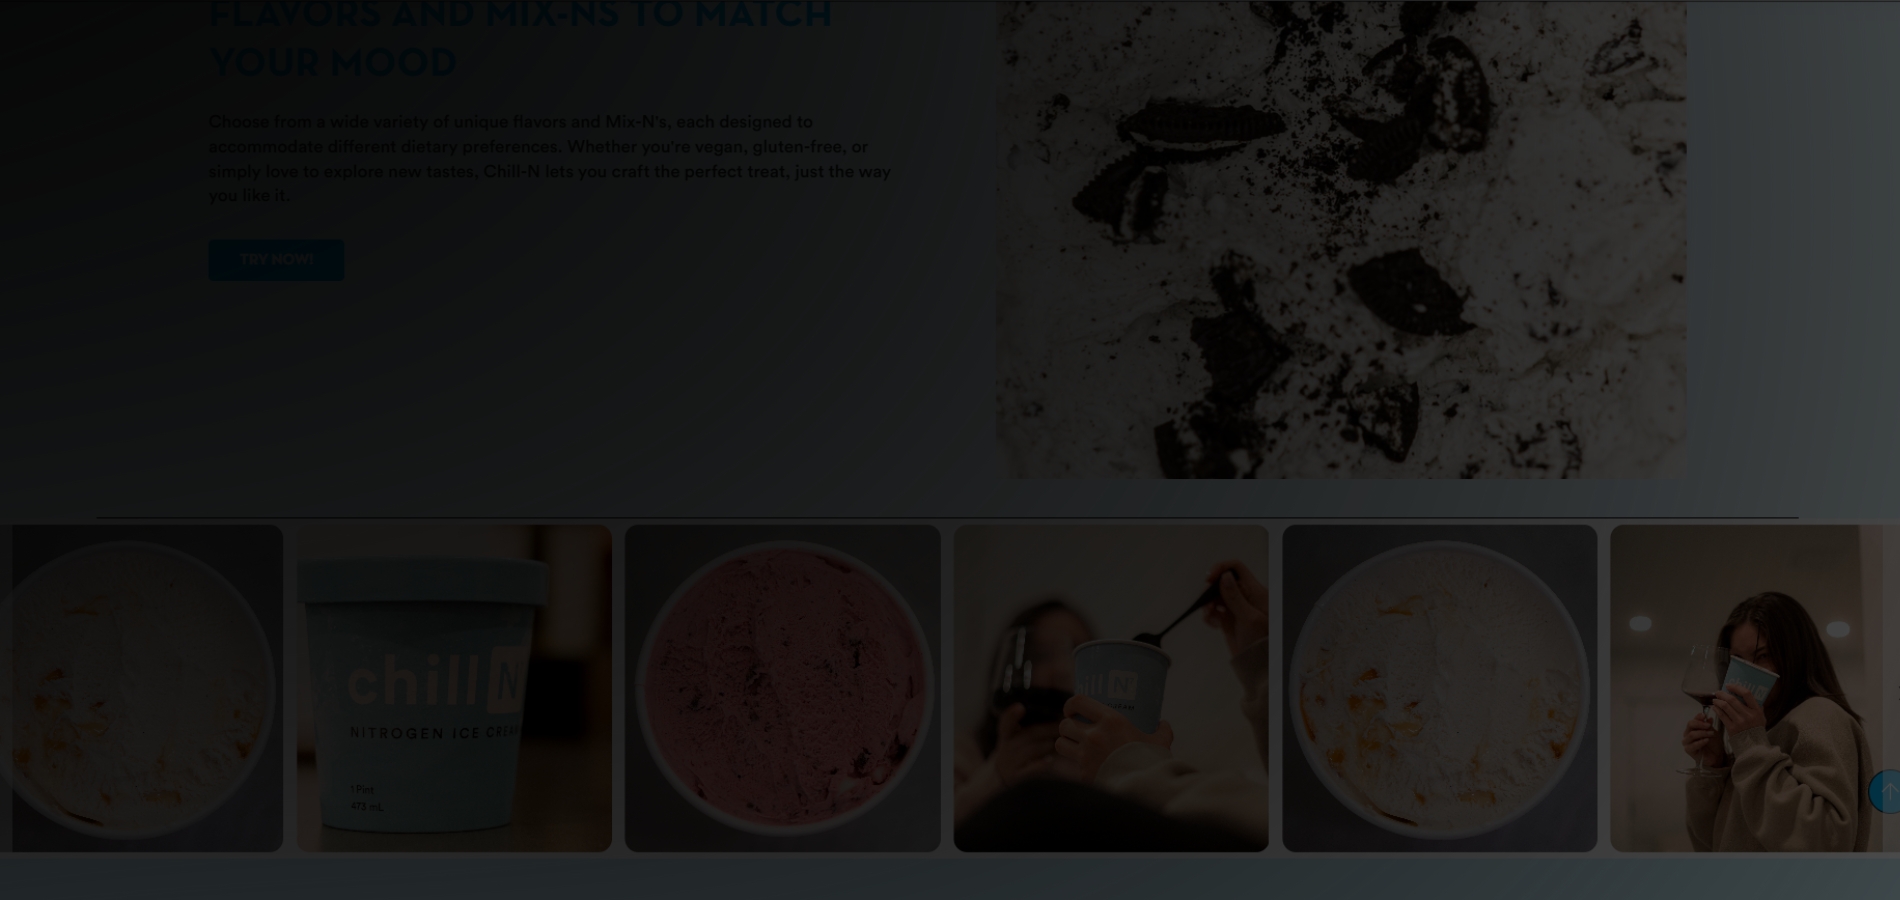 FLAVORS AND MIX-NS TO MATCH
YOUR MOOD
Choose from a wide variety of unique flavors and Mix-N's, each designed to
accommodate different dietary preferences. Whether you're vegan, gluten-free, or
simply love to explore new tastes, Chill-N lets you craft the perfect treat, just the way
you like it.
TRY NOW!
chill N
NITROGEN ICE CREAM
1 Pint
473 mL
ill N
chill